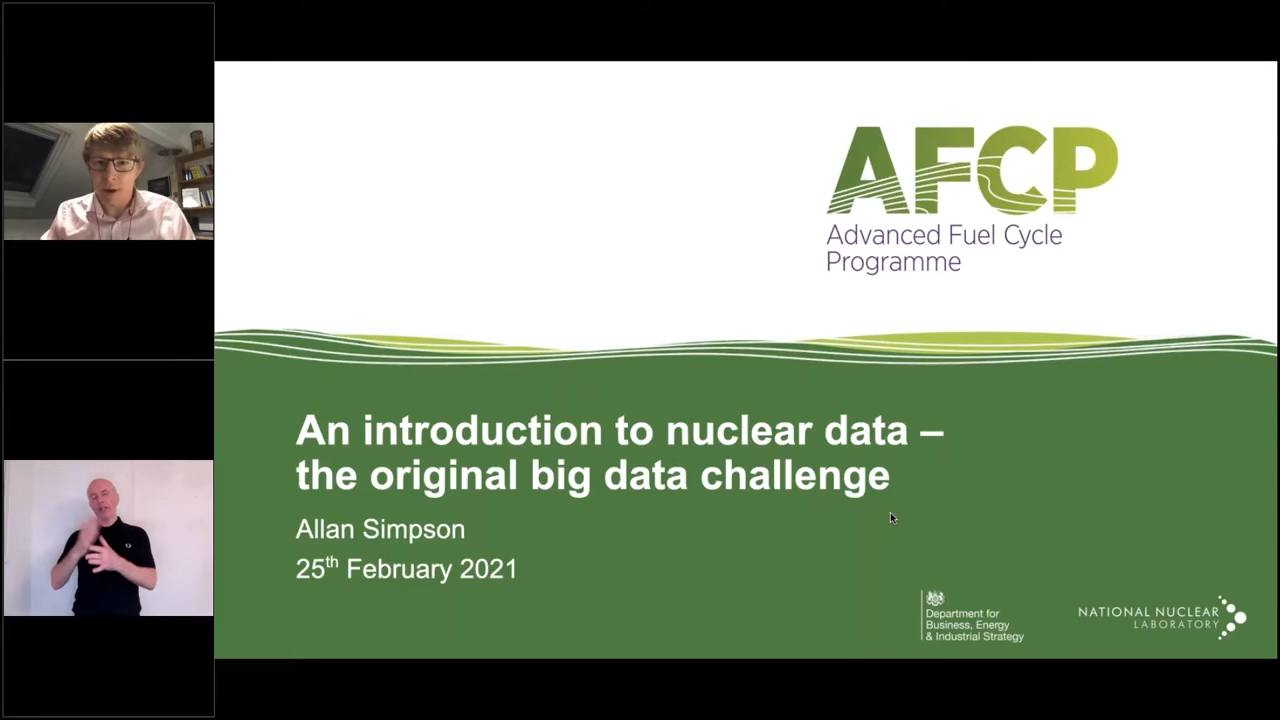 AFCP
Advanced Fuel Cycle
Programme
An introduction to nuclear data –
the original big data challenge
Allan Simpson
25th February 2021
Department for
Business, Energy
& Industrial Strategy
NATIONAL NUCLEAR
LABORATORY